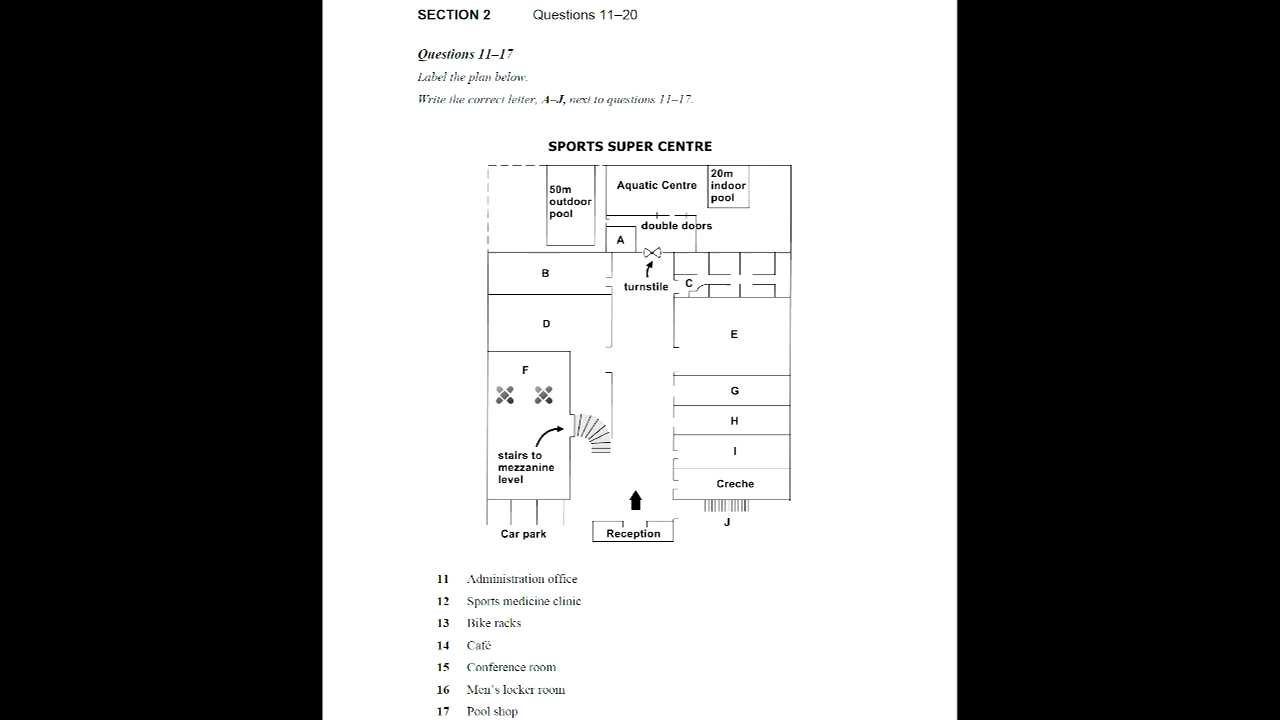 SECTION 2 Questions 11–20
Questions 11–17
Label the plan below.
Write the correct letter, A–J, next to questions 11–17.
SPORTS SUPER CENTRE
50m
outdoor
pool
Aquatic Centre
20m
indoor
pool
double doors
A
B
turnstile
C
D
E
F
G
H
I
stairs to
mezzanine
level
Creche
J
Car park
Reception
11 Administration office
12 Sports medicine clinic
13 Bike racks
14 Café
15 Conference room
16 Men's locker room
17 Pool shop